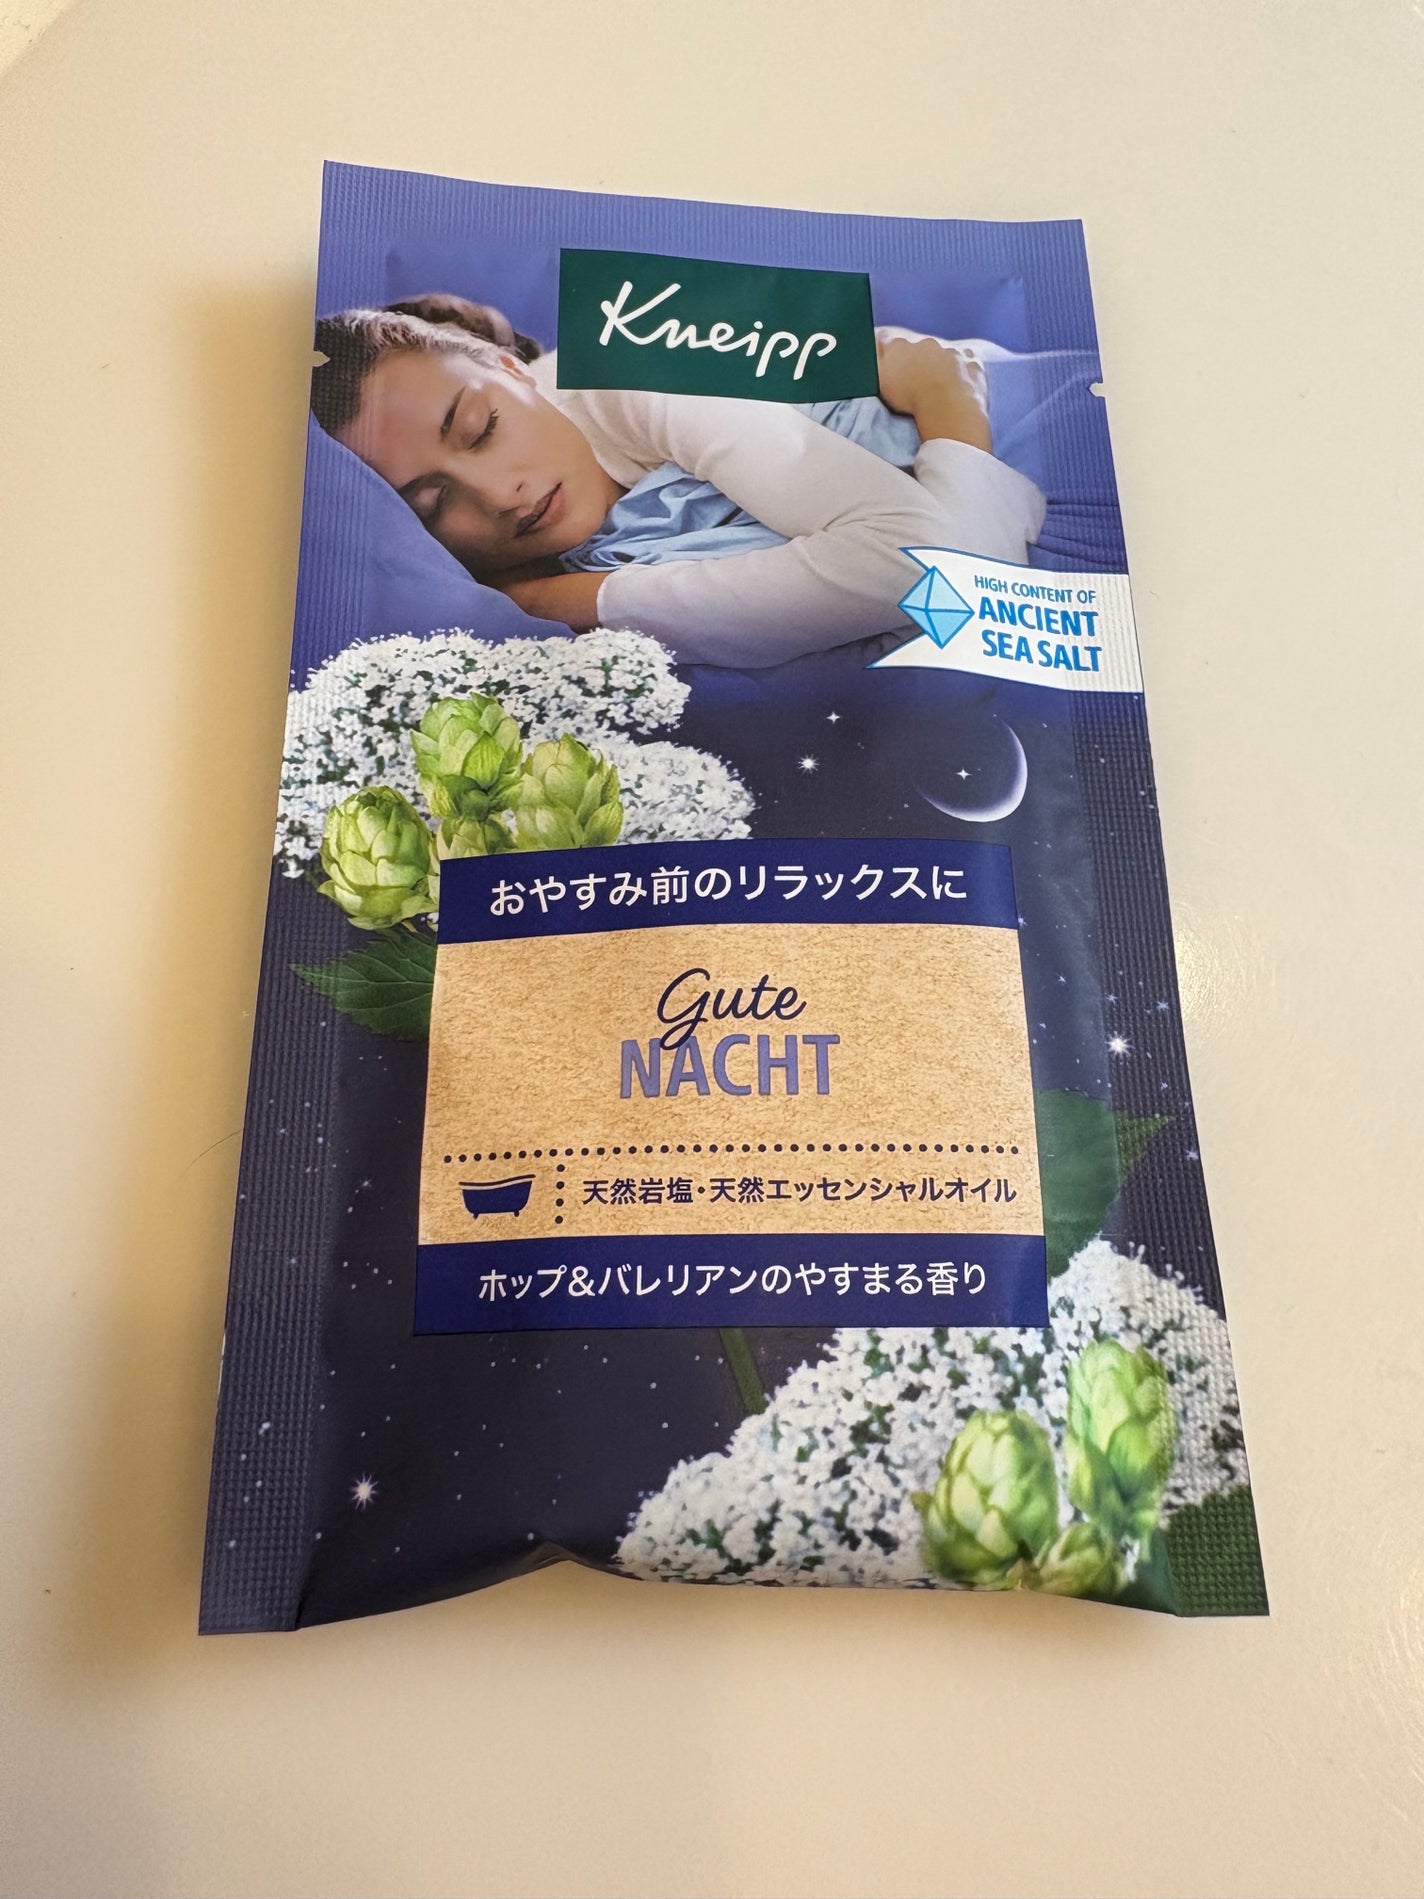 Kneipp
HIGH CONTENT OF
ANCIENT
SEA SALT
おやすみ前のリラックスに
Gute
NACHT
天然岩塩・天然エッセンシャルオイル
ホップ&バレリアンのやすまる香り